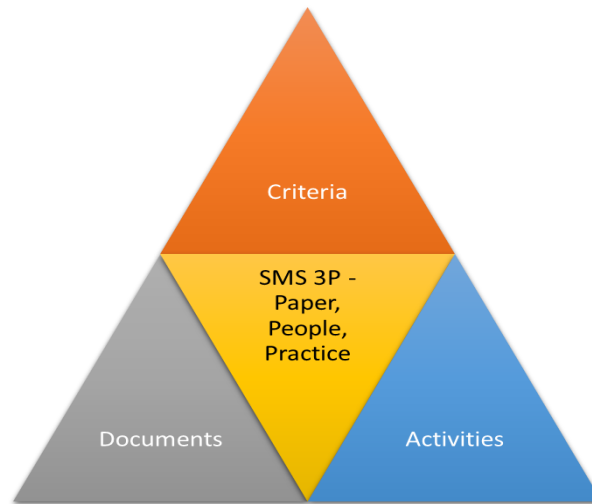 Criteria
SMS 3P -
Paper,
People,
Practice
Documents
Activities